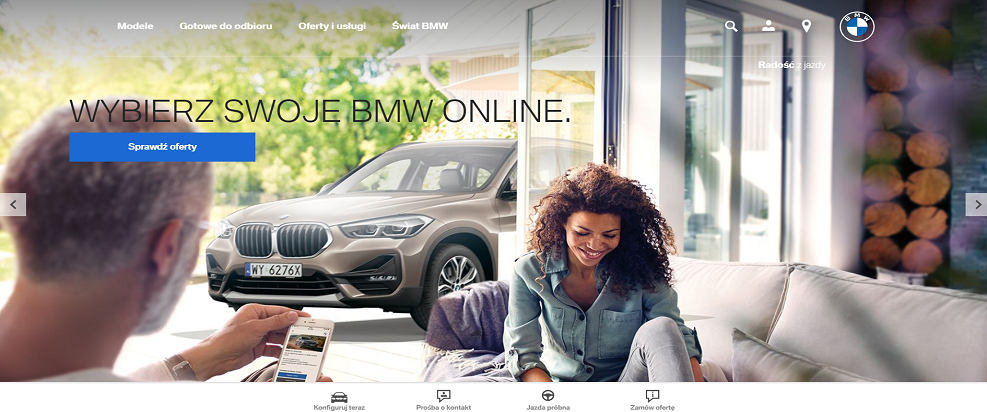 Modele Gotowe do odbioru Oferty i usługi Świat BMW
BMW
Radość z jazdy
WYBIERZ SWOJE BMW ONLINE.
Sprawdź oferty
WY 6276X
Konfiguruj teraz Prośba o kontakt Jazda próbna Zamów ofertę